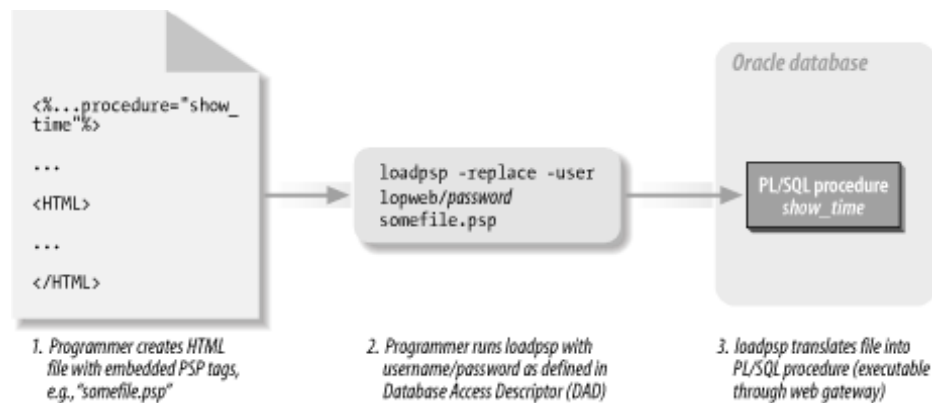 <%...procedure="show_
time"%>
...
<HTML>
...
</HTML>
loadpsp -replace -user
lopweb/password
somefile.psp
Oracle database
PL/SQL procedure
show_time
1. Programmer creates HTML
file with embedded PSP tags,
e.g., "somefile.psp"
2. Programmer runs loadpsp with
username/password as defined in
Database Access Descriptor (DAD)
3. loadpsp translates file into
PL/SQL procedure (executable
through web gateway)